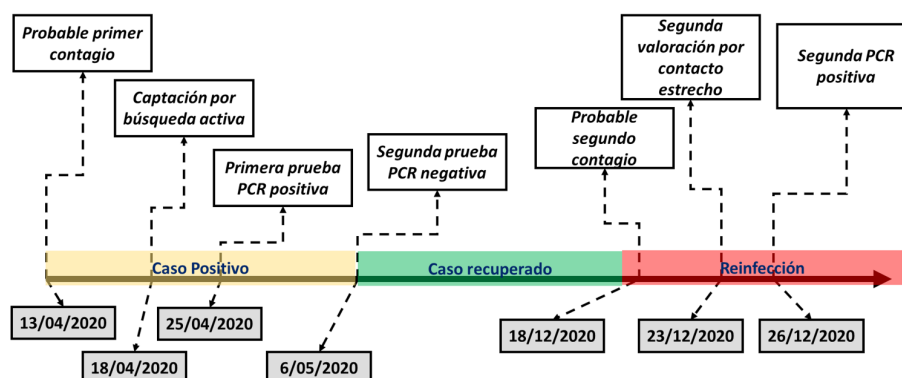 Probable primer
contagio
Captación por
búsqueda activa
Primera prueba
PCR positiva
Segunda prueba
PCR negativa
Probable
segundo
contagio
Segunda
valoración por
contacto
estrecho
Segunda PCR
positiva
Caso Positivo
Caso recuperado
Reinfección
13/04/2020
18/04/2020
25/04/2020
6/05/2020
18/12/2020
23/12/2020
26/12/2020